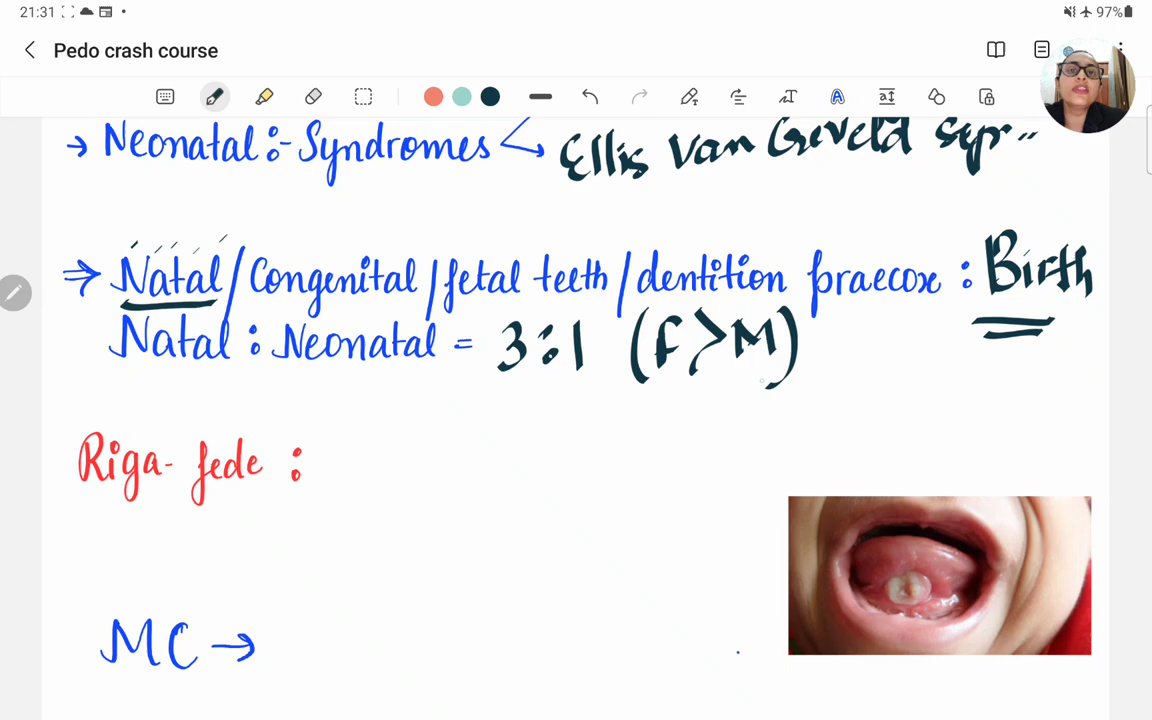 21:31
97%
Pedo crash course
→ Neonatal :- Syndromes Ellis Van Creveld syn..
⇒ Natal/Congenital/fetal teeth/dentition praecox : Birth
Natal : Neonatal = 3:1 (F>M)
Riga-fede :
MC →